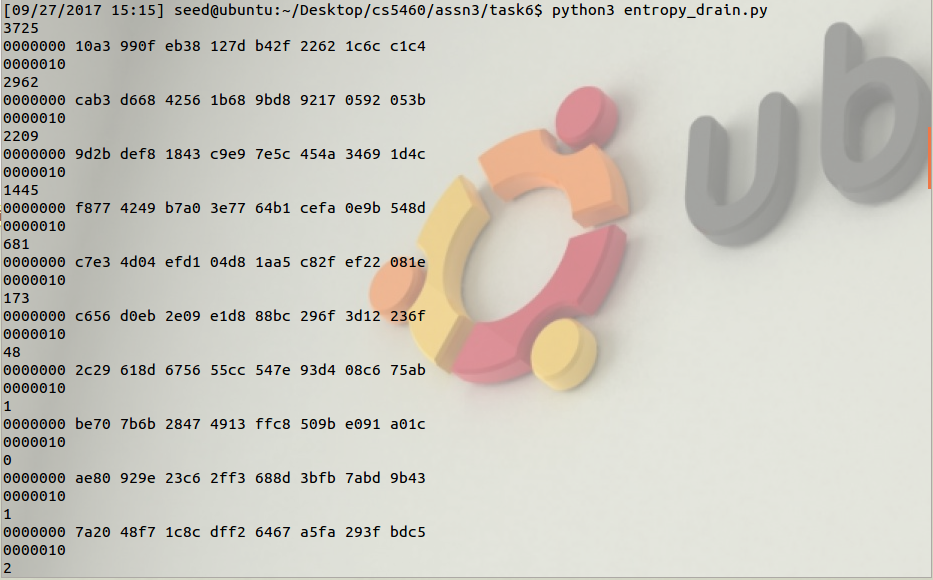 [09/27/2017 15:15] seed@ubuntu:~/Desktop/cs5460/assn3/task6$ python3 entropy_drain.py
3725
0000000 10a3 990f eb38 127d b42f 2262 1c6c c1c4
0000010
2962
0000000 cab3 d668 4256 1b68 9bd8 9217 0592 053b
0000010
2209
0000000 9d2b def8 1843 c9e9 7e5c 454a 3469 1d4c
0000010
1445
0000000 f877 4249 b7a0 3e77 64b1 cefa 0e9b 548d
0000010
681
0000000 c7e3 4d04 efd1 04d8 1aa5 c82f ef22 081e
0000010
173
0000000 c656 d0eb 2e09 e1d8 88bc 296f 3d12 236f
0000010
48
0000000 2c29 618d 6756 55cc 547e 93d4 08c6 75ab
0000010
1
0000000 be70 7b6b 2847 4913 ffc8 509b e091 a01c
0000010
0
0000000 ae80 929e 23c6 2ff3 688d 3bfb 7abd 9b43
0000010
1
0000000 7a20 48f7 1c8c dff2 6467 a5fa 293f bdc5
0000010
2
ub